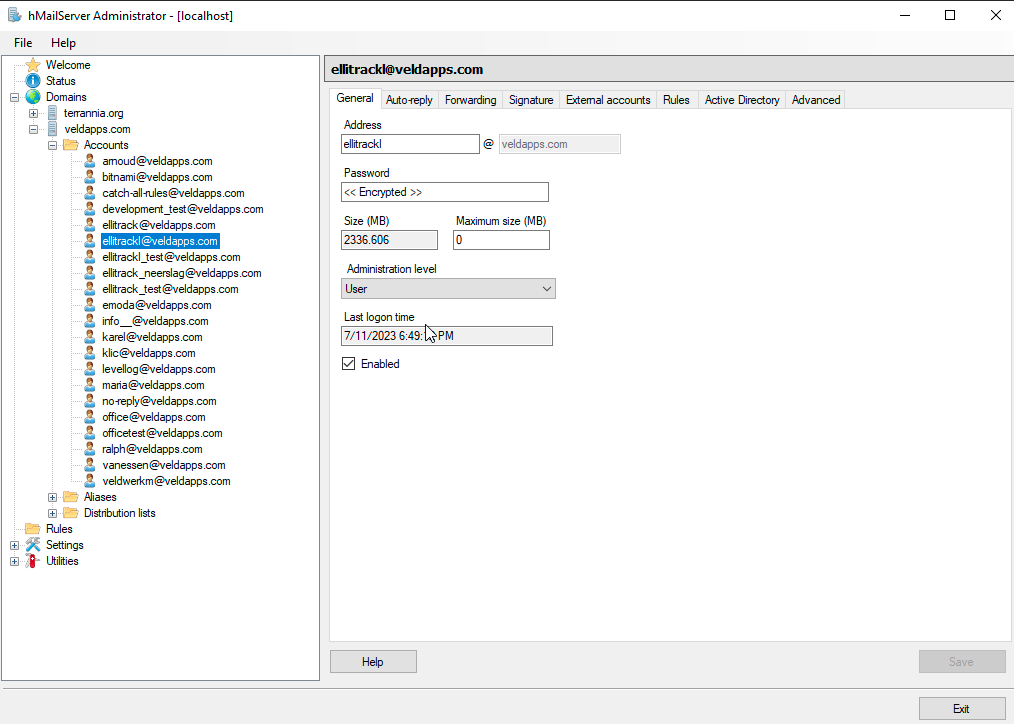 hMailServer Administrator - [localhost]
File Help
Welcome
Status
Domains
terrannia.org
veldapps.com
Accounts
arnoud@veldapps.com
bitnami@veldapps.com
catch-all-rules@veldapps.com
development_test@veldapps.com
ellitrack@veldapps.com
ellitrackl@veldapps.com
ellitrackl_test@veldapps.com
ellitrack_neerslag@veldapps.com
ellitrack_test@veldapps.com
emoda@veldapps.com
info__@veldapps.com
karel@veldapps.com
klic@veldapps.com
levellog@veldapps.com
maria@veldapps.com
no-reply@veldapps.com
office@veldapps.com
officetest@veldapps.com
ralph@veldapps.com
vanessen@veldapps.com
veldwerkm@veldapps.com
Aliases
Distribution lists
Rules
Settings
Utilities
ellitrackl@veldapps.com
General Auto-reply Forwarding Signature External accounts Rules Active Directory Advanced
Address
ellitrackl @ veldapps.com
Password
<< Encrypted >>
Size (MB) Maximum size (MB)
2336.606 0
Administration level
User
Last logon time
7/11/2023 PM
Enabled
Help Save
Exit